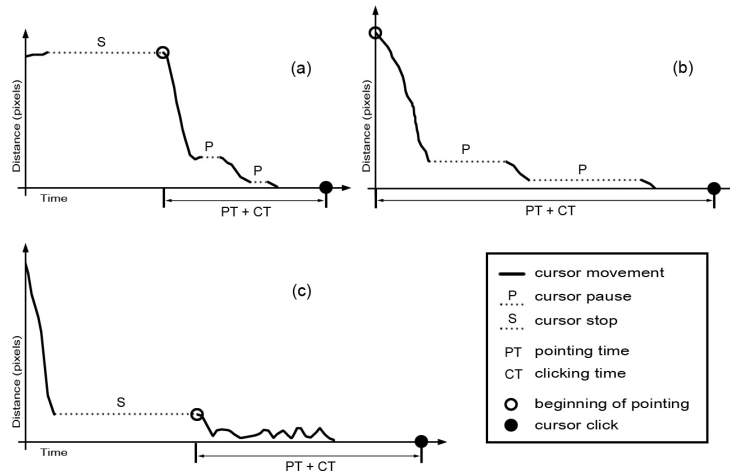 (a)
Distance (pixels)
S
P
P
Time
PT + CT
(b)
Distance (pixels)
P
P
PT + CT
(c)
Distance (pixels)
S
Time
PT + CT
cursor movement
P cursor pause
S cursor stop
PT pointing time
CT clicking time
beginning of pointing
cursor click